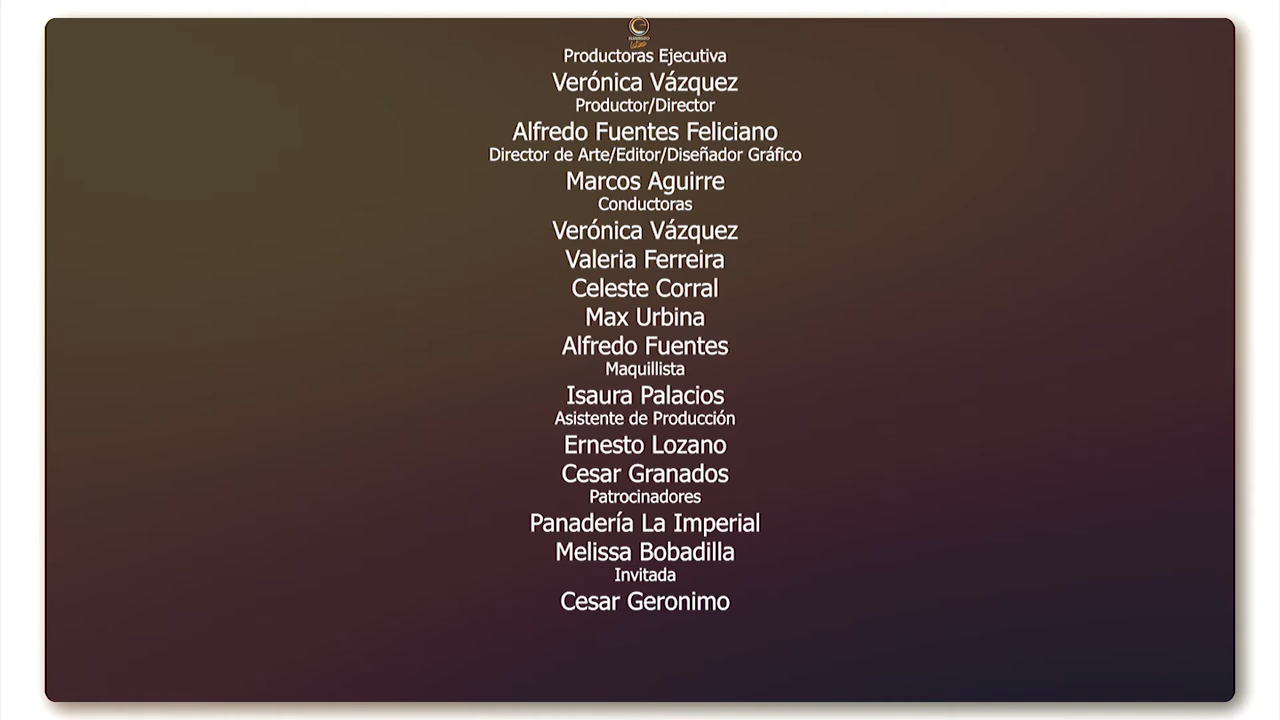 Latino
Productoras Ejecutiva
Verónica Vázquez
Productor/Director
Alfredo Fuentes Feliciano
Director de Arte/Editor/Diseñador Gráfico
Marcos Aguirre
Conductoras
Verónica Vázquez
Valeria Ferreira
Celeste Corral
Max Urbina
Alfredo Fuentes
Maquillista
Isaura Palacios
Asistente de Producción
Ernesto Lozano
Cesar Granados
Patrocinadores
Panadería La Imperial
Melissa Bobadilla
Invitada
Cesar Geronimo